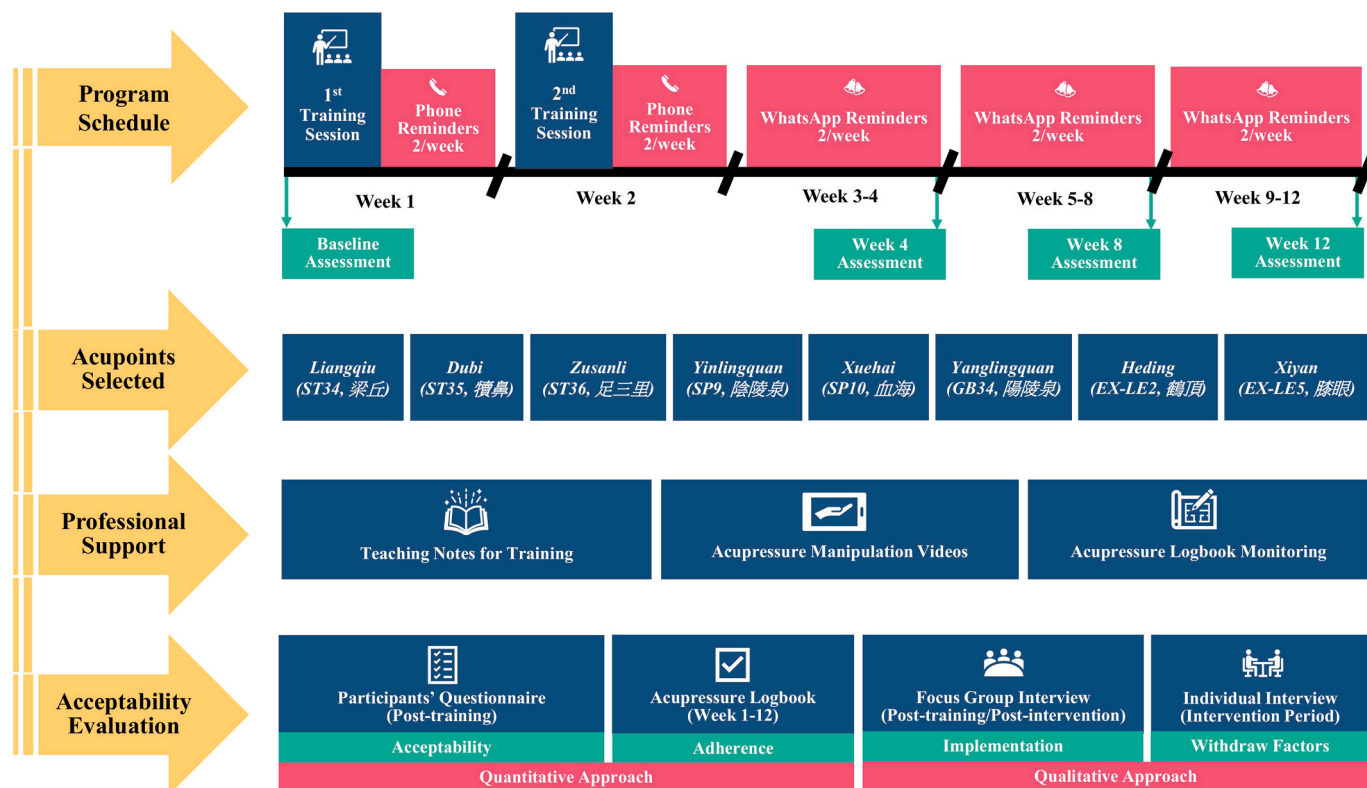 Program
Schedule
1st
Training
Session
Phone
Reminders
2/week
2nd
Training
Session
Phone
Reminders
2/week
WhatsApp Reminders
2/week
WhatsApp Reminders
2/week
WhatsApp Reminders
2/week
Week 1
Week 2
Week 3-4
Week 5-8
Week 9-12
Baseline
Assessment
Week 4
Assessment
Week 8
Assessment
Week 12
Assessment
Acupoints
Selected
Liangqiu
(ST34, 梁丘)
Dubi
(ST35, 犢鼻)
Zusanli
(ST36, 足三里)
Yinlingquan
(SP9, 陰陵泉)
Xuehai
(SP10, 血海)
Yanglingquan
(GB34, 陽陵泉)
Heding
(EX-LE2, 鶴頂)
Xiyan
(EX-LE5, 膝眼)
Professional
Support
Teaching Notes for Training
Acupressure Manipulation Videos
Acupressure Logbook Monitoring
Acceptability
Evaluation
Participants’ Questionnaire
(Post-training)
Acupressure Logbook
(Week 1-12)
Focus Group Interview
(Post-training/Post-intervention)
Individual Interview
(Intervention Period)
Acceptability
Adherence
Implementation
Withdraw Factors
Quantitative Approach
Qualitative Approach